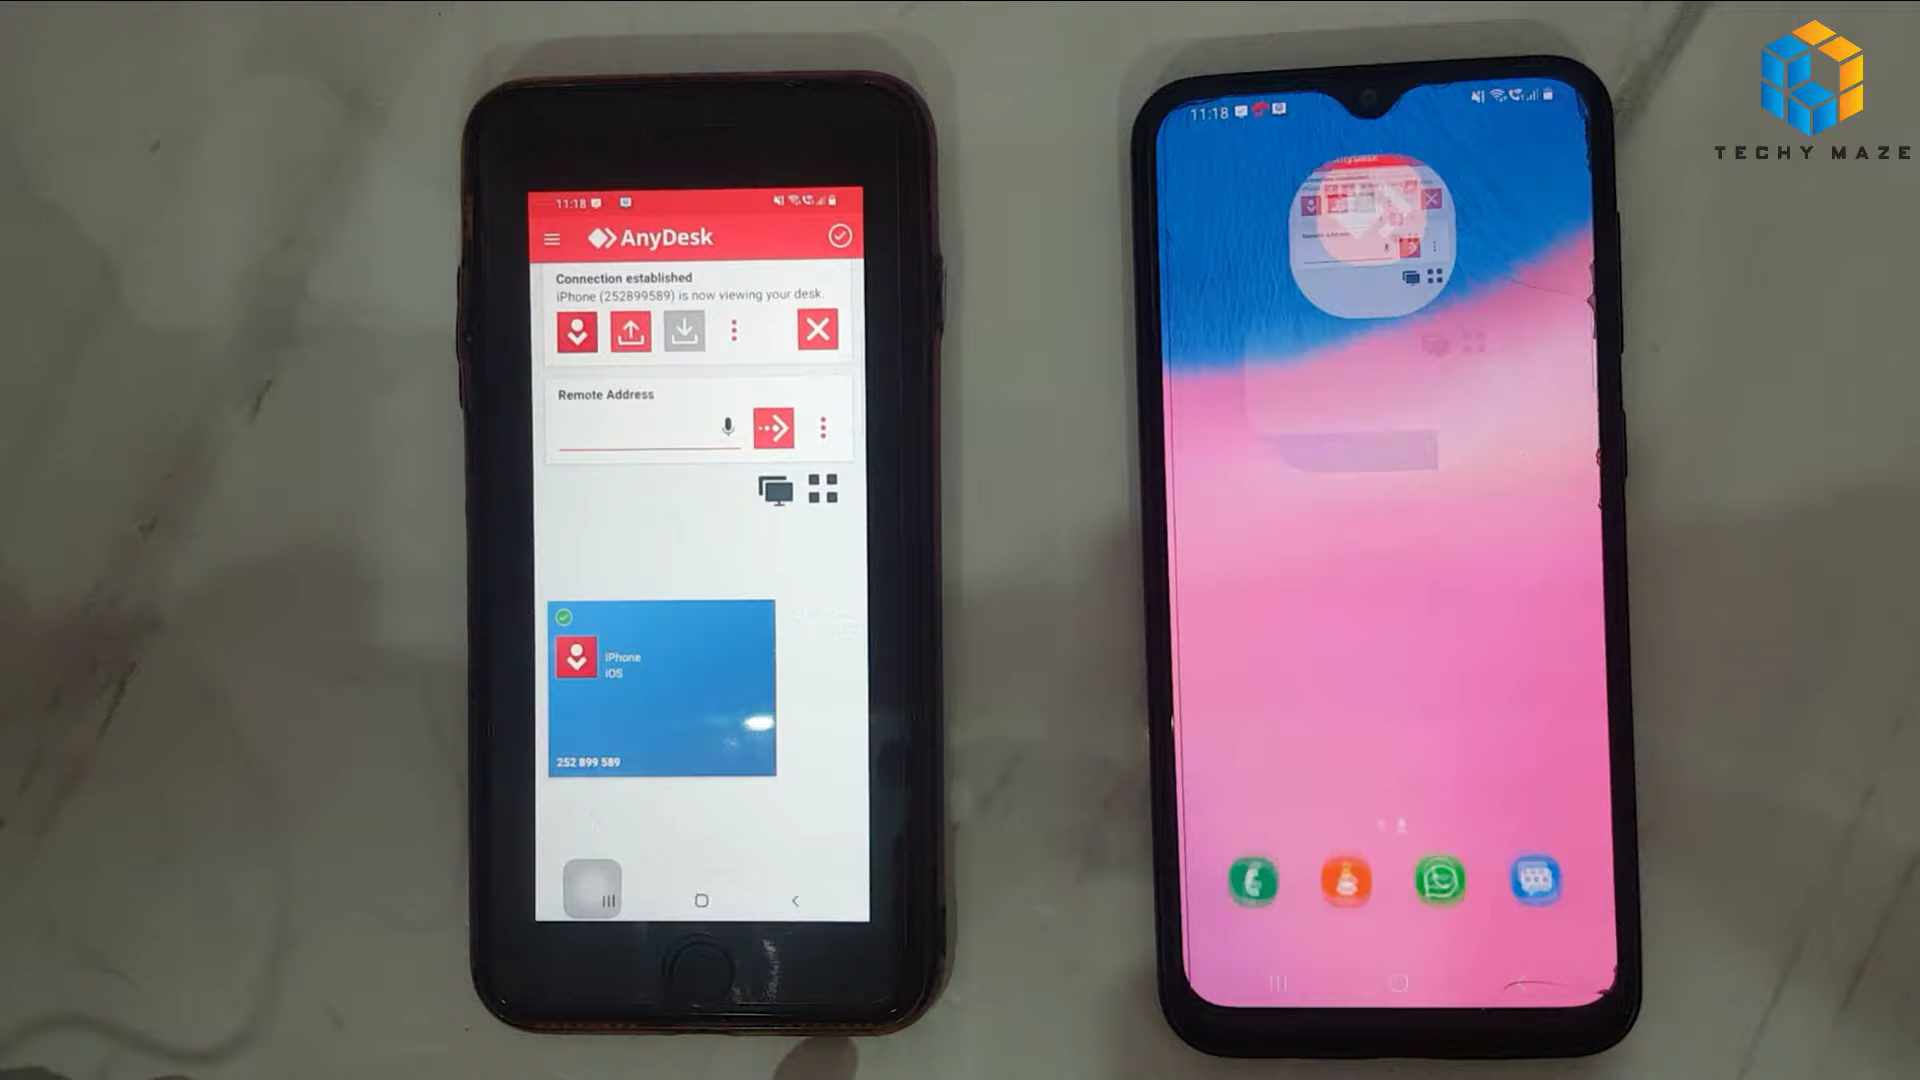 TECHY MAZE
11:18
AnyDesk
Connection established
iPhone (252899589) is now viewing your desk.
Remote Address
iPhone
iOS
252 899 589
11:18